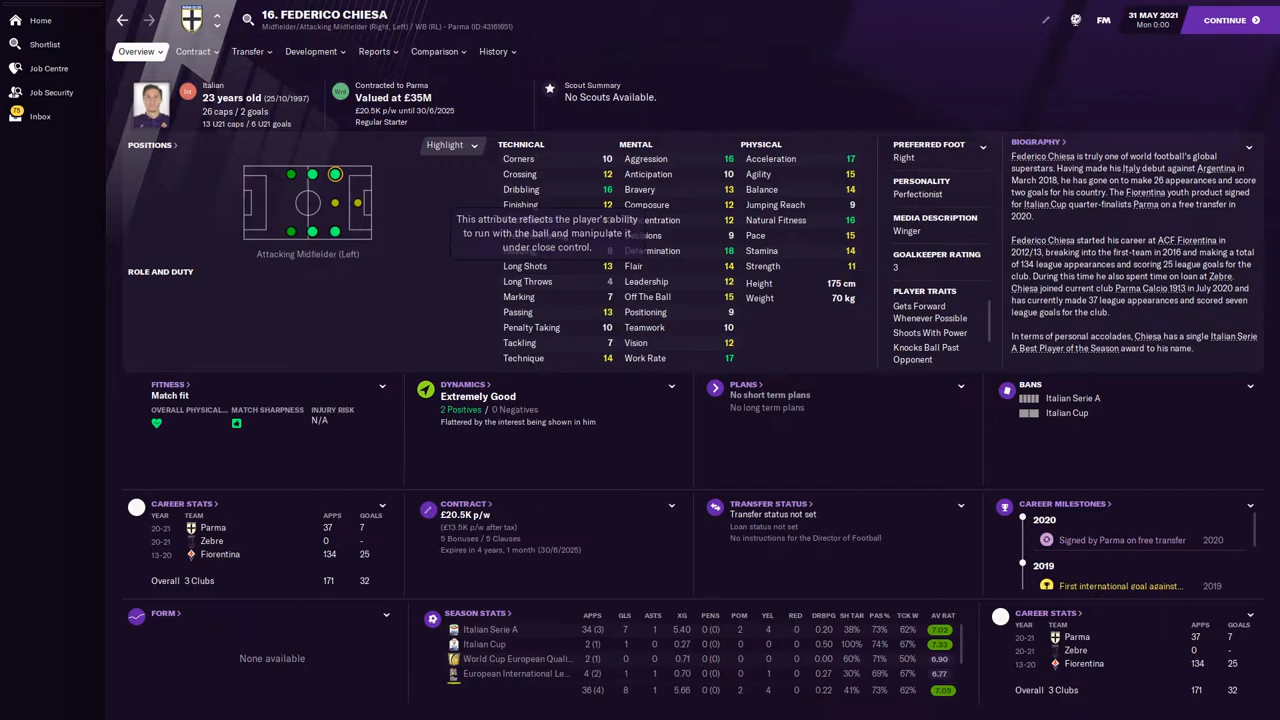 Home
Shortlist
Job Centre
Job Security
75
Inbox
16. FEDERICO CHIESA
Midfielder/Attacking Midfielder (Right, Left) / WB (RL) - Parma (ID:43161651)
FM
31 MAY 2021
Mon 0:00
CONTINUE
Overview
Contract
Transfer
Development
Reports
Comparison
History
Int
Italian
23 years old (25/10/1997)
26 caps / 2 goals
13 U21 caps / 6 U21 goals
Wnt
Contracted to Parma
Valued at £35M
£20.5K p/w until 30/6/2025
Regular Starter
Scout Summary
No Scouts Available.
POSITIONS
Attacking Midfielder (Left)
ROLE AND DUTY
Highlight
TECHNICAL
Corners 10
Crossing 12
Dribbling 16
Finishing 12
Long Shots 13
Long Throws 4
Marking 7
Passing 13
Penalty Taking 10
Tackling 7
Technique 14
This attribute reflects the player's ability
to run with the ball and manipulate it
under close control.
MENTAL
Aggression 16
Anticipation 10
Bravery 13
Composure 12
12
9
18
Flair 14
Leadership 12
Off The Ball 15
Positioning 9
Teamwork 10
Vision 12
Work Rate 17
PHYSICAL
Acceleration 17
Agility 15
Balance 14
Jumping Reach 9
Natural Fitness 16
Pace 15
Stamina 14
Strength 11
Height 175 cm
Weight 70 kg
PREFERRED FOOT
Right
PERSONALITY
Perfectionist
MEDIA DESCRIPTION
Winger
GOALKEEPER RATING
3
PLAYER TRAITS
Gets Forward
Whenever Possible
Shoots With Power
Knocks Ball Past
Opponent
BIOGRAPHY
Federico Chiesa is truly one of world football's global
superstars. Having made his Italy debut against Argentina in
March 2018, he has gone on to make 26 appearances and score
two goals for his country. The Fiorentina youth product signed
for Italian Cup quarter-finalists Parma on a free transfer in
2020.
Federico Chiesa started his career at ACF Fiorentina in
2012/13, breaking into the first-team in 2016 and making a total
of 134 league appearances and scoring 25 league goals for the
club. During this time he also spent time on loan at Zebre.
Chiesa joined current club Parma Calcio 1913 in July 2020 and
has currently made 37 league appearances and scored seven
league goals for the club.
In terms of personal accolades, Chiesa has a single Italian Serie
A Best Player of the Season award to his name.
FITNESS
Match fit
OVERALL PHYSICAL... MATCH SHARPNESS INJURY RISK
N/A
DYNAMICS
Extremely Good
2 Positives / 0 Negatives
Flattered by the interest being shown in him
PLANS
No short term plans
No long term plans
BANS
Italian Serie A
Italian Cup
CAREER STATS
YEAR TEAM APPS GOALS
20-21 Parma 37 7
20-21 Zebre 0 -
13-20 Fiorentina 134 25
Overall 3 Clubs 171 32
CONTRACT
£20.5K p/w
(£13.5K p/w after tax)
5 Bonuses / 5 Clauses
Expires in 4 years, 1 month (30/6/2025)
TRANSFER STATUS
Transfer status not set
Loan status not set
No instructions for the Director of Football
CAREER MILESTONES
2020
Signed by Parma on free transfer 2020
2019
First international goal against... 2019
FORM
None available
SEASON STATS APPS GLS ASTS XG PENS POM YEL RED DRBPG SH TAR PAS % TCK W AV RAT
Italian Serie A 34 (3) 7 1 5.40 0 (0) 2 4 0 0.20 38% 73% 62% 7.02
Italian Cup 2 (1) 1 0 0.27 0 (0) 0 0 0 0.50 100% 74% 67% 7.33
World Cup European Quali... 2 (1) 0 0 0.71 0 (0) 0 0 0 0.00 60% 71% 50% 6.90
European International Le... 4 (2) 1 1 0.70 0 (0) 0 1 0 0.27 30% 69% 67% 6.77
36 (4) 8 1 5.66 0 (0) 2 4 0 0.22 41% 73% 62% 7.05
CAREER STATS
YEAR TEAM APPS GOALS
20-21 Parma 37 7
20-21 Zebre 0 -
13-20 Fiorentina 134 25
Overall 3 Clubs 171 32